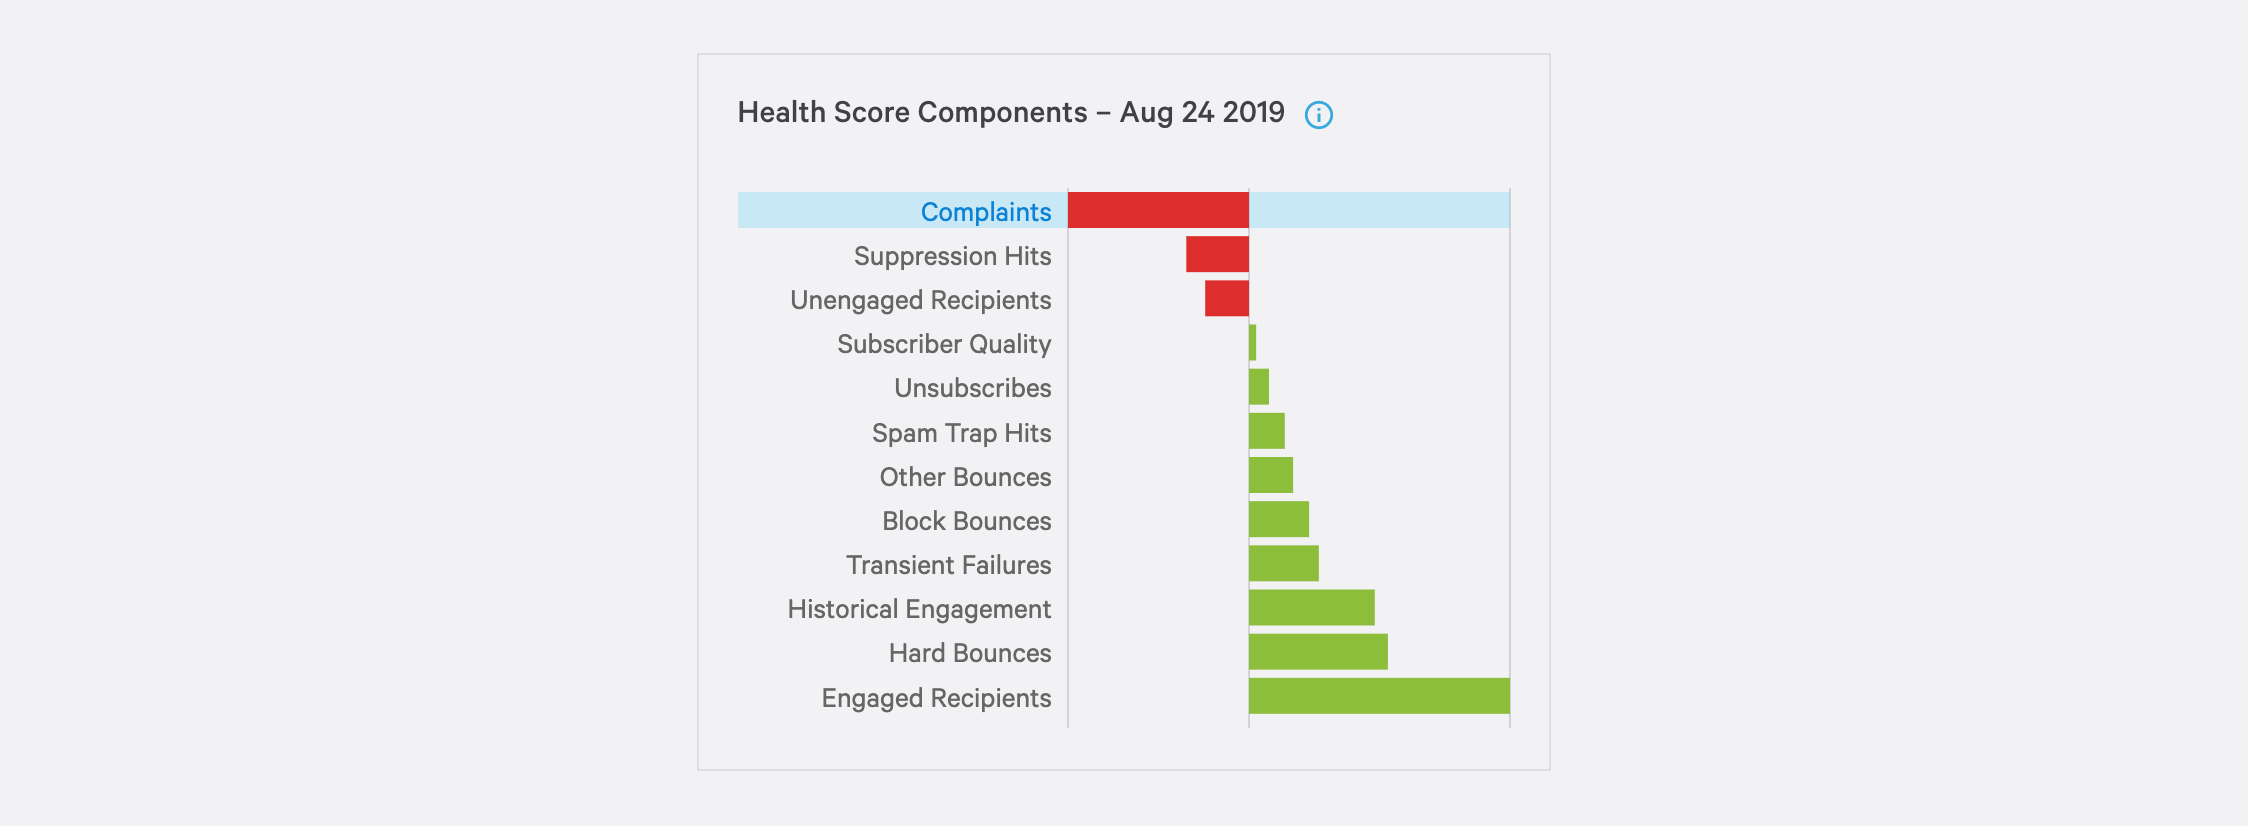 Health Score Components – Aug 24 2019
Complaints
Suppression Hits
Unengaged Recipients
Subscriber Quality
Unsubscribes
Spam Trap Hits
Other Bounces
Block Bounces
Transient Failures
Historical Engagement
Hard Bounces
Engaged Recipients